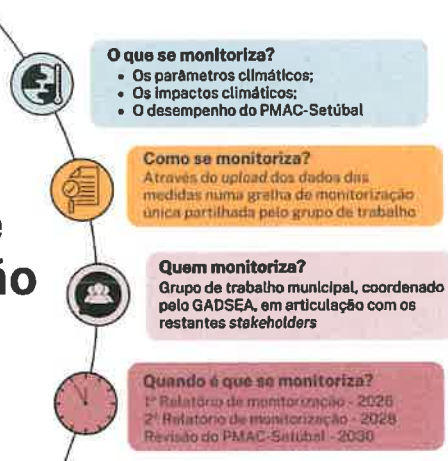 O que se monitoriza?
• Os parâmetros climáticos;
• Os impactos climáticos;
• O desempenho do PMAC-Setúbal
Como se monitoriza?
Através do upload dos dados das
medidas numa grelha de monitorização
única partilhada pelo grupo de trabalho
e
ão
Quem monitoriza?
Grupo de trabalho municipal, coordenado
pelo GADSEA, em articulação com os
restantes stakeholders
Quando é que se monitoriza?
1º Relatório de monitorização - 2026
2º Relatório de monitorização - 2028
Revisão do PMAC-Setúbal - 2030